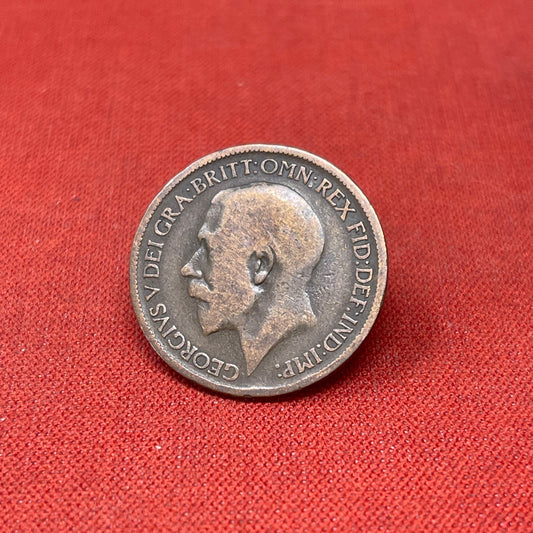 GEORGIVS V DEI GRA:BRITT:OMN:REX FID:DEF:IND:IMP: